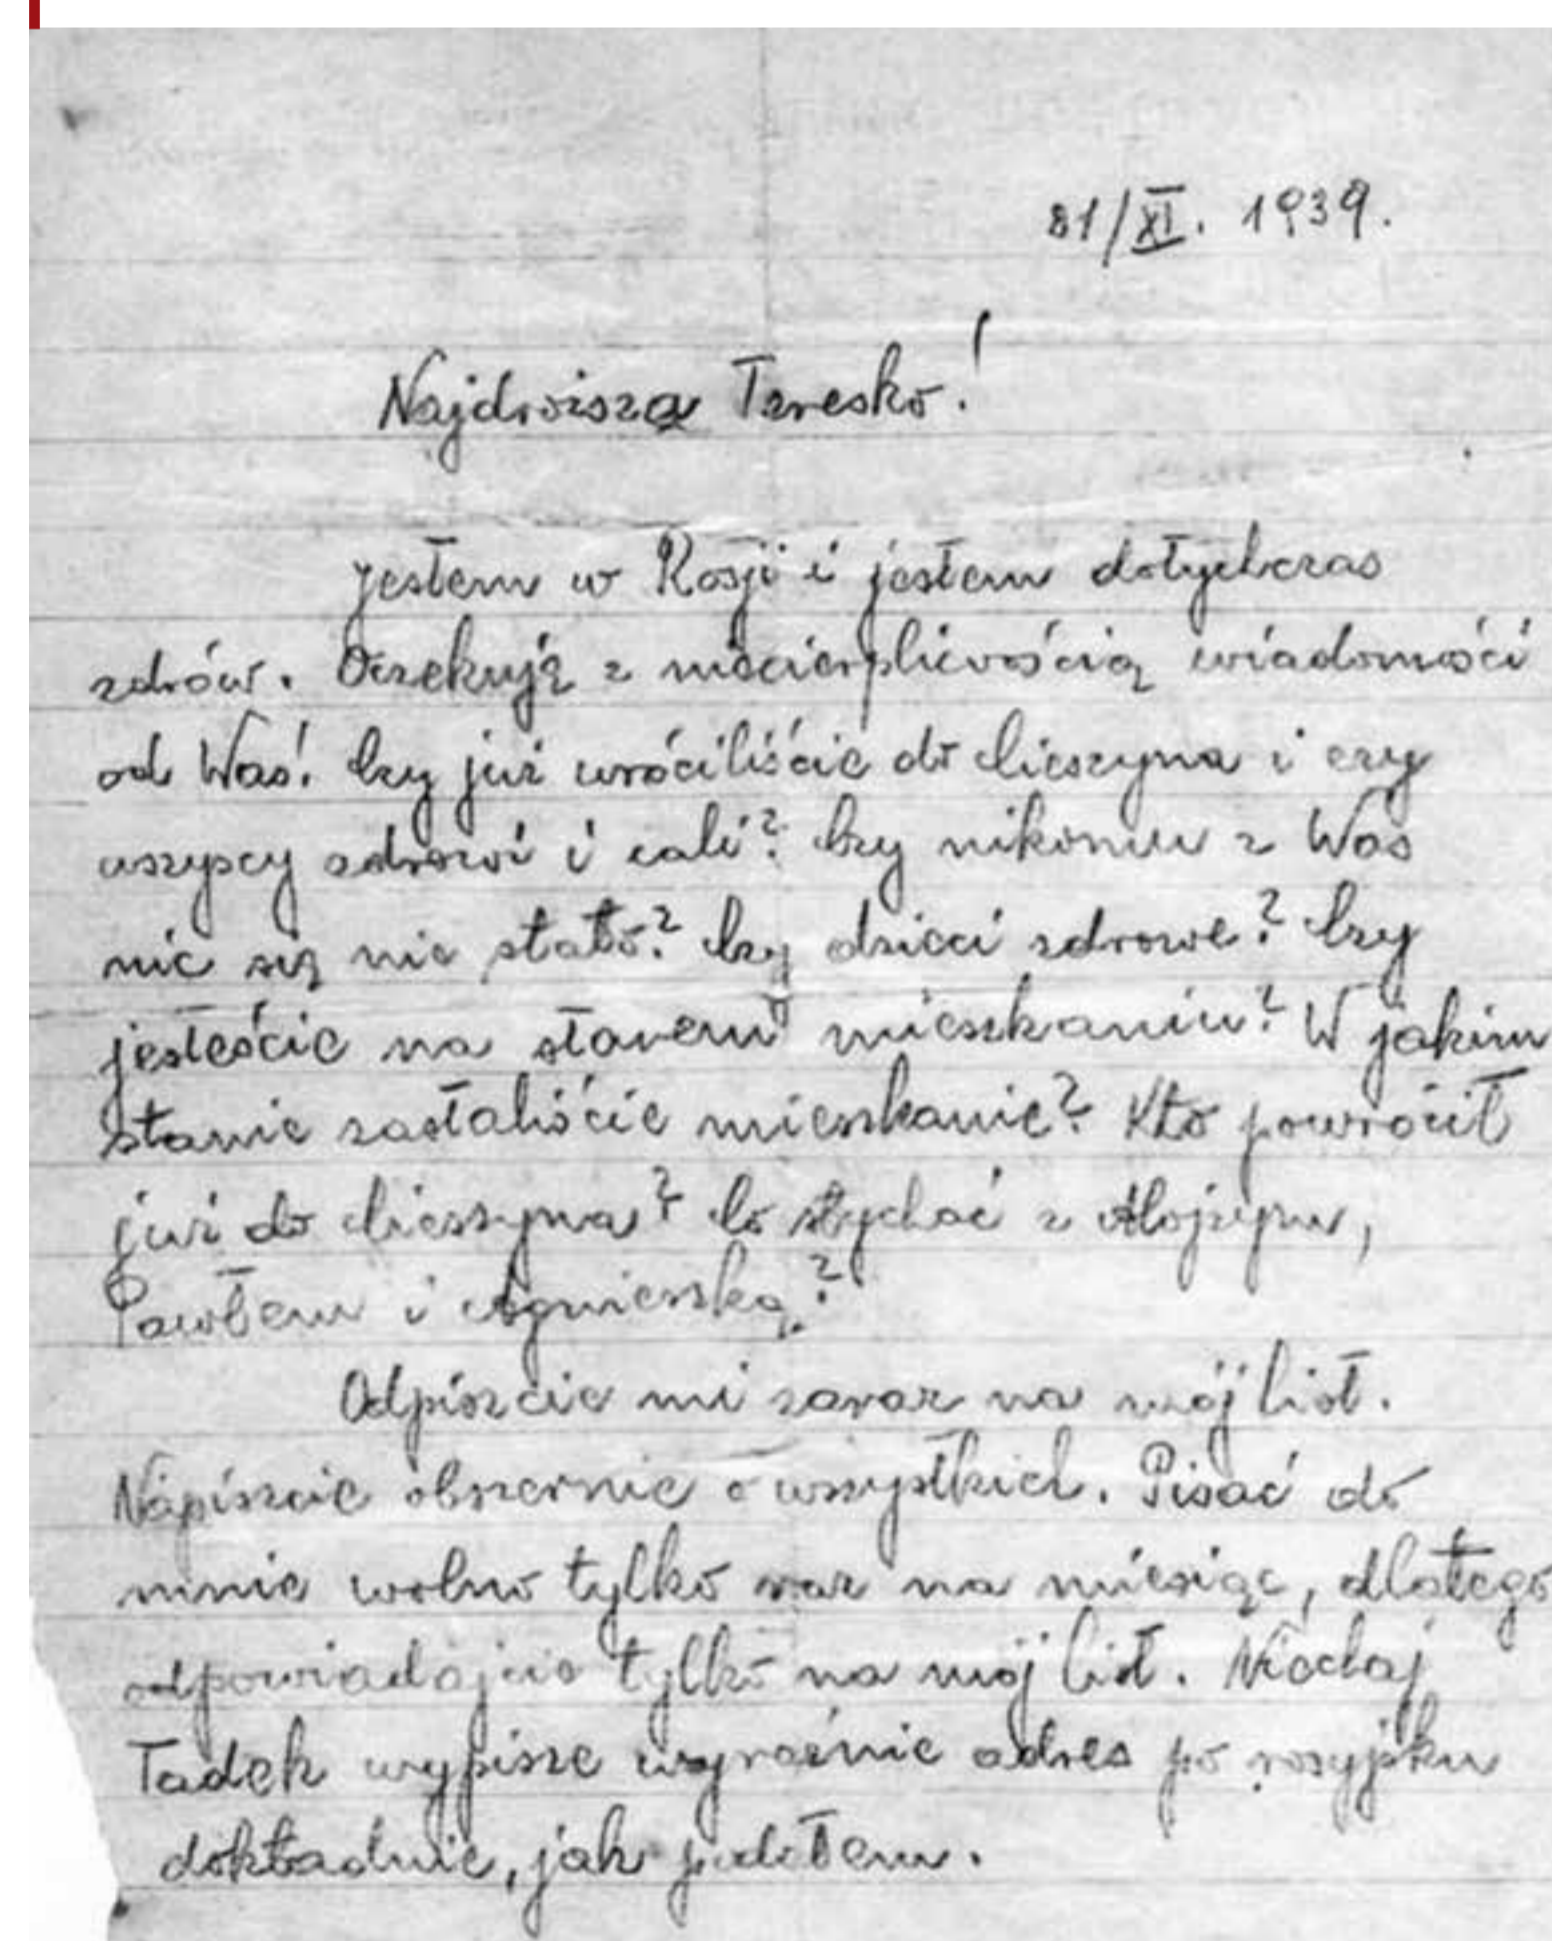 21/XI. 1939.
NajdroższaTeresko!
Jestem w Rosji i jestem dotychczas
zdrów. Oczekuję z niecierpliwością wiadomości
od Was! Czy już wróciliście do Cieszyna i czy
wszyscy zdrowi i cali? Czy nikomu z Was
nic się nie stało? Czy dzieci zdrowe? Czy
jesteście na starem mieszkaniu? W jakim
stanie zastaliście mieszkanie? Kto powrócił
już do Cieszyna? Co słychać z Alojzym,
Pawłem i Agnieszką?
Odpiszcie mi zaraz na mój list.
Napiszcie obszernie o wszystkich. Pisać do
mnie wolno tylko raz na miesiąc, dlatego
odpowiadajcie tylko na mój list. Niechaj
Tadek wypisze wyraźnie adres po rosyjsku
dokładnie, jak podałem.